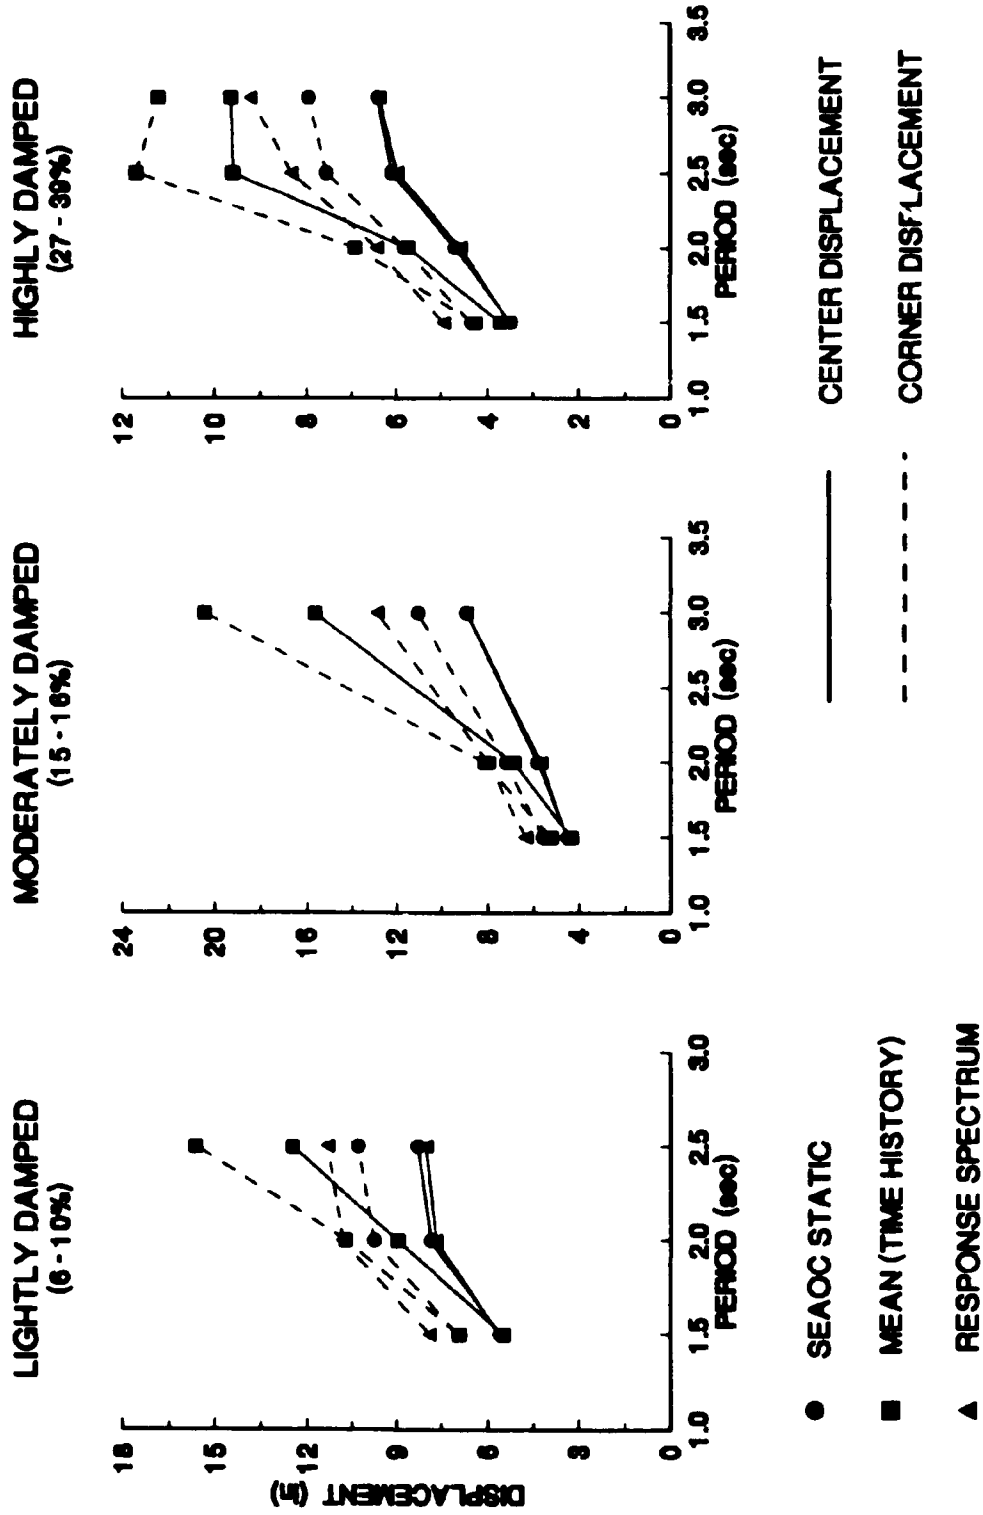 LIGHTLY DAMPED
(6 - 10%)
MODERATELY DAMPED
(15 - 16%)
HIGHLY DAMPED
(27 - 39%)
DISPLACEMENT (in)
18
15
12
9
6
3
0
1.0
1.5
2.0
2.5
3.0
PERIOD (sec)
24
20
16
12
8
4
0
1.0
1.5
2.0
2.5
3.0
3.5
PERIOD (sec)
12
10
8
6
4
2
0
1.0
1.5
2.0
2.5
3.0
3.5
PERIOD (sec)
SEAOC STATIC
MEAN (TIME HISTORY)
RESPONSE SPECTRUM
CENTER DISPLACEMENT
CORNER DISPLACEMENT